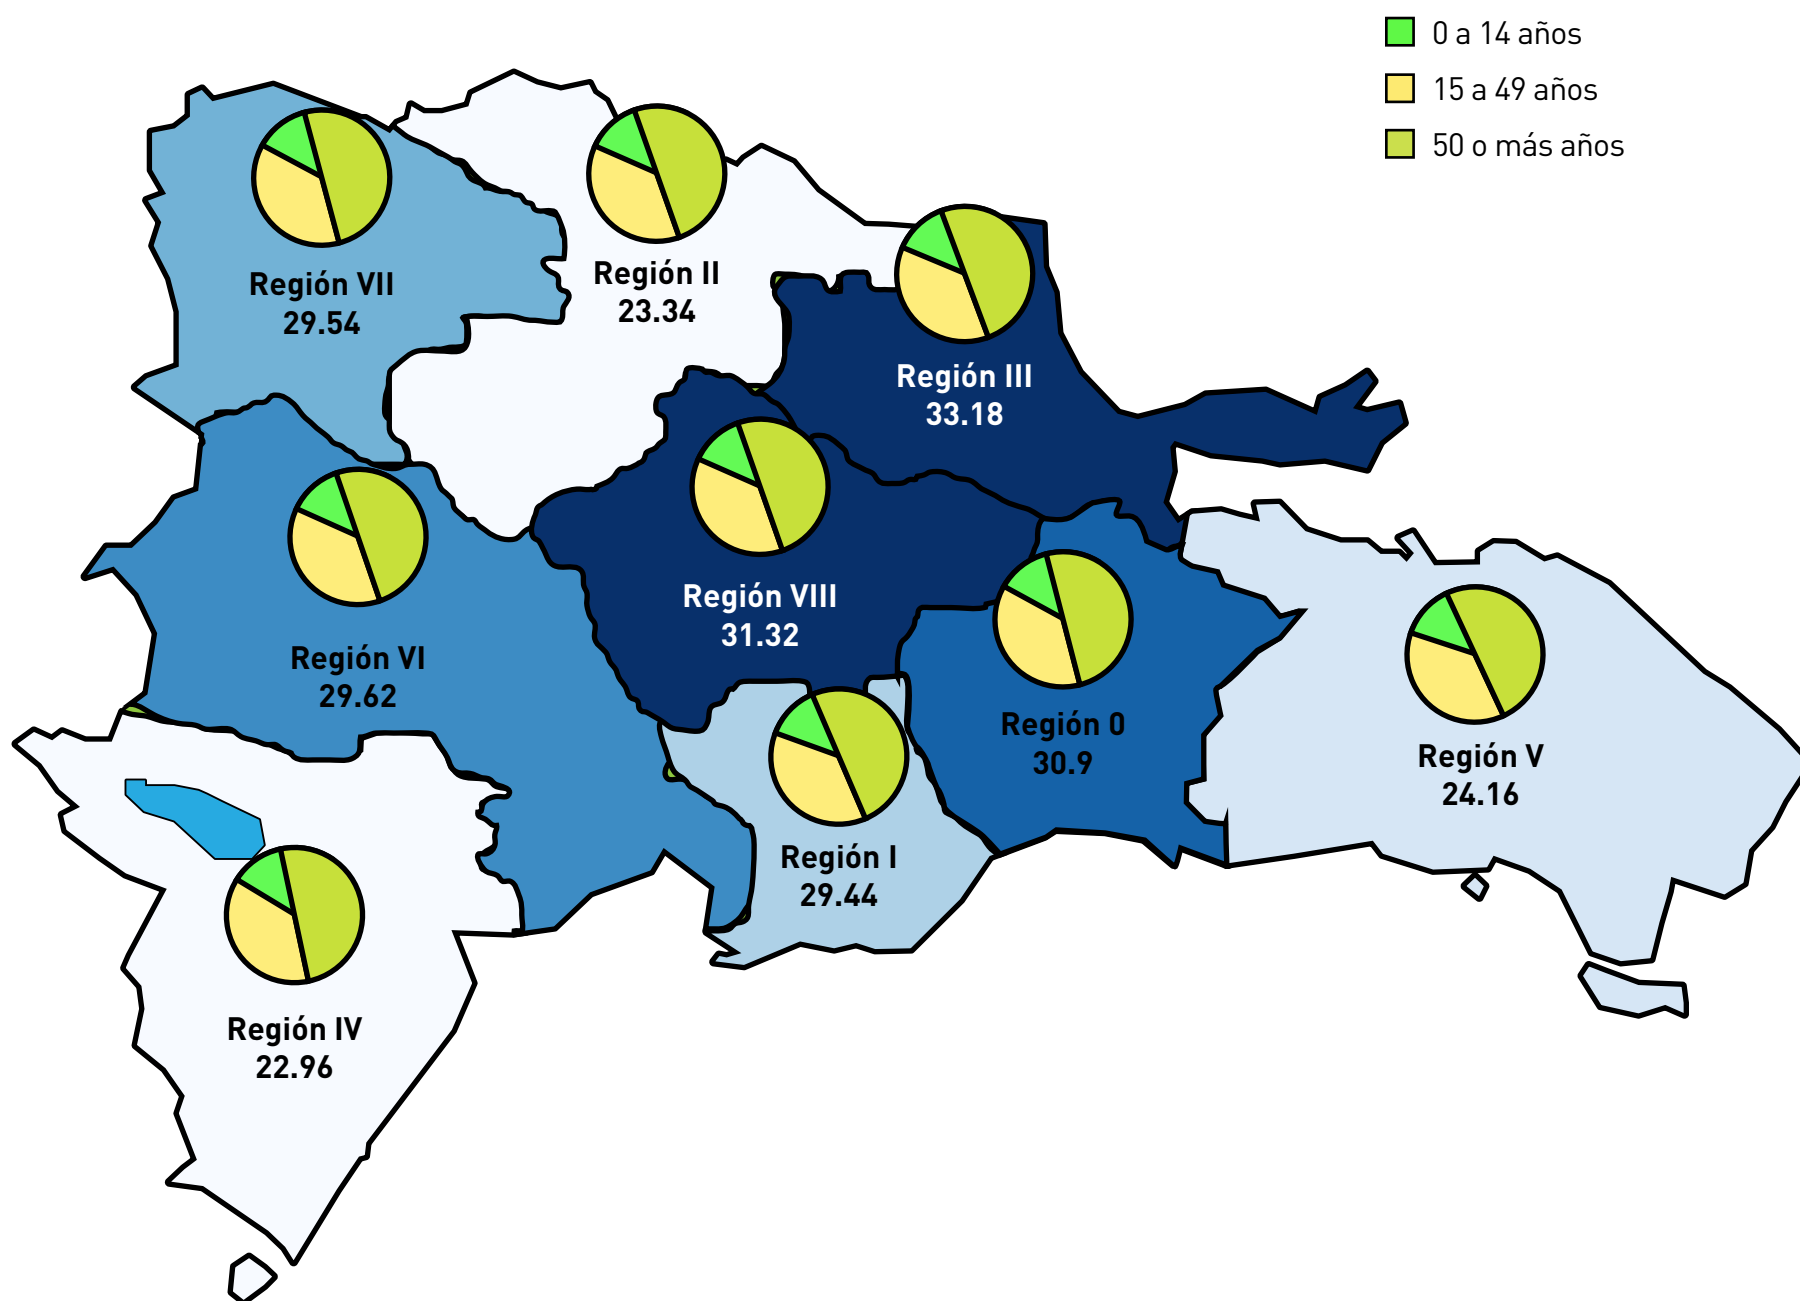 0 a 14 años
15 a 49 años
50 o más años
Región VII
29.54
Región II
23.34
Región III
33.18
Región VIII
31.32
Región VI
29.62
Región 0
30.9
Región V
24.16
Región I
29.44
Región IV
22.96